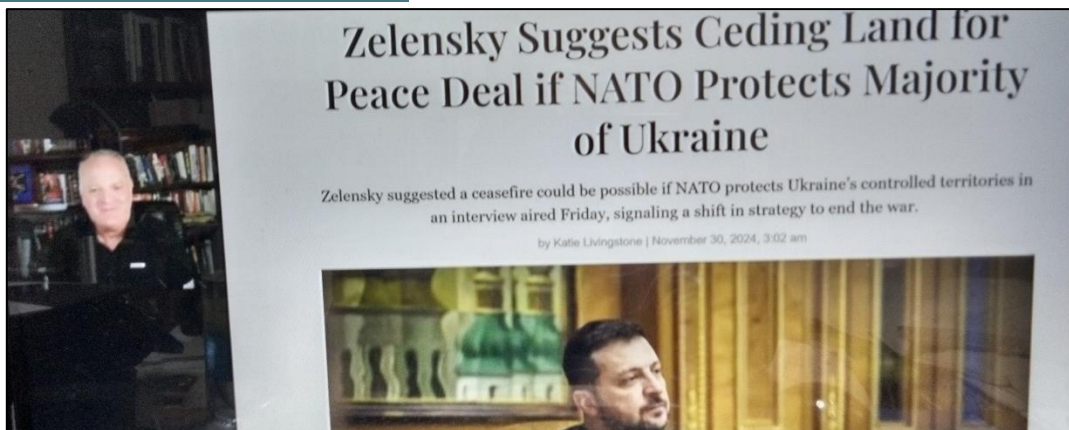 Zelensky Suggests Ceding Land for
Peace Deal if NATO Protects Majority
of Ukraine
Zelensky suggested a ceasefire could be possible if NATO protects Ukraine's controlled territories in
an interview aired Friday, signaling a shift in strategy to end the war.
by Katie Livingstone | November 30, 2024, 3:02 am